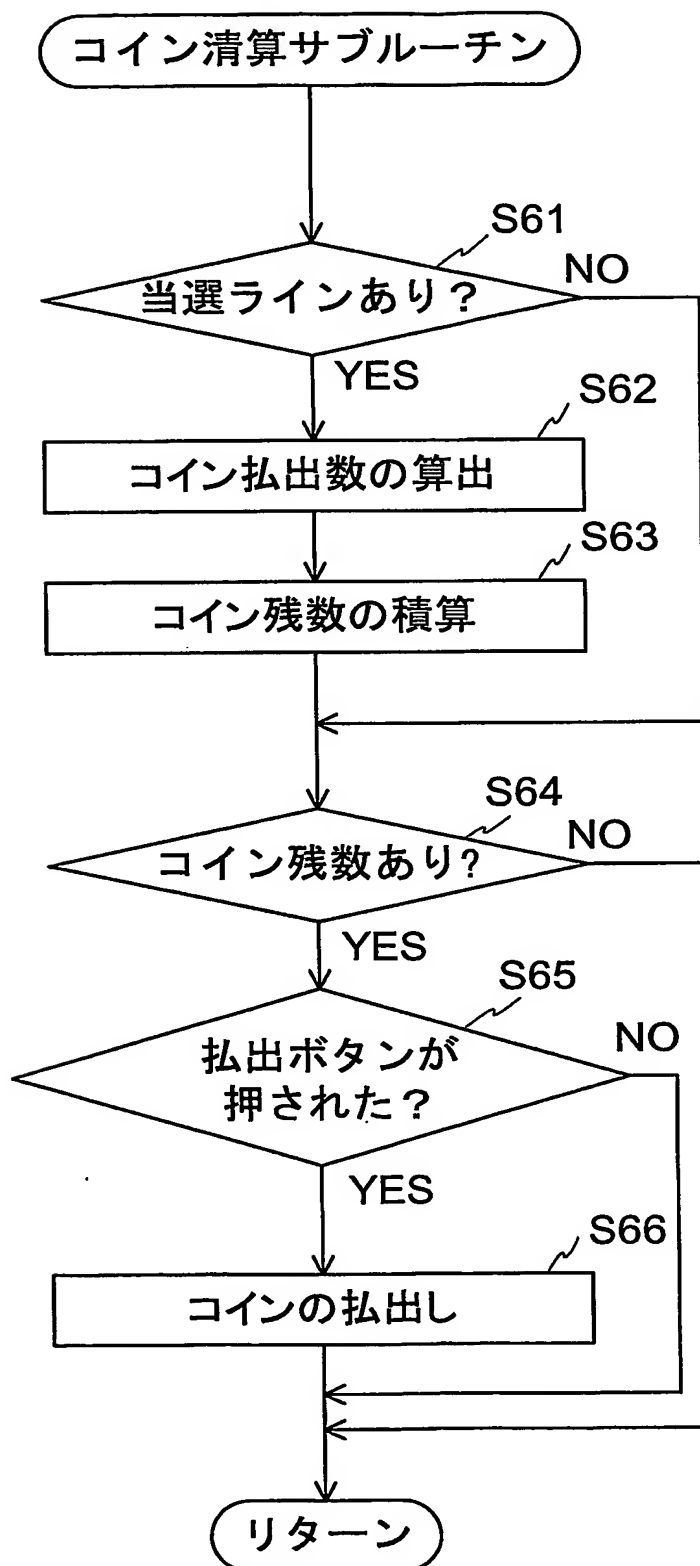 コイン清算サブルーチン
S61
当選ラインあり？
NO
YES
S62
コイン払出数の算出
S63
コイン残数の積算
S64
コイン残数あり?
NO
YES
S65
払出ボタンが
押された？
NO
YES
S66
コインの払出し
リターン